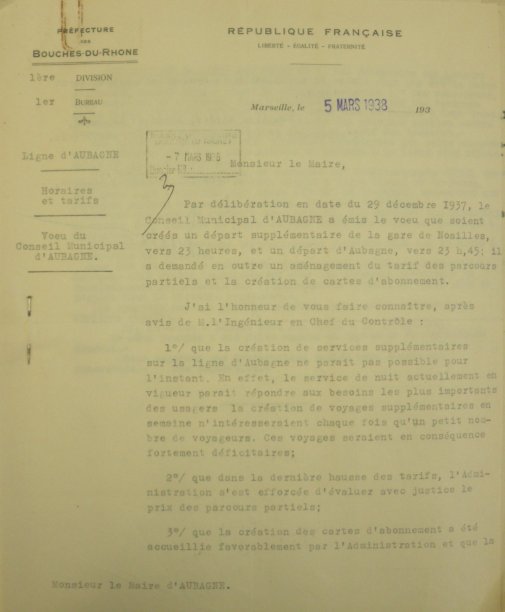 PRÉFECTURE
DES
BOUCHES-DU-RHONE
1ère DIVISION
1er BUREAU
RÉPUBLIQUE FRANÇAISE
LIBERTÉ - ÉGALITÉ - FRATERNITÉ
Marseille, le 5 MARS 1938 193
Ligne d'AUBAGNE
Horaires
et tarifs
Voeu du
Conseil Municipal
d'AUBAGNE.
- 7 MARS 1938
Monsieur le Maire,
Par délibération en date du 29 décembre 1937, le
Conseil Municipal d'AUBAGNE a émis le voeu que soient
créés un départ supplémentaire de la gare de Noailles,
vers 23 heures, et un départ d'Aubagne, vers 23 h,45; il
a demandé en outre un aménagement du tarif des parcours
partiels et la création de cartes d'abonnement.
J'ai l'honneur de vous faire connaître, après
avis de M.l'Ingénieur en Chef du Contrôle :
1°/ que la création de services supplémentaires
sur la ligne d'Aubagne ne parait pas possible pour
l'instant. En effet, le service de nuit actuellement en
vigueur parait répondre aux besoins les plus importants
des usagers la création de voyages supplémentaires en
semaine n'intéresseraient chaque fois qu'un petit nom-
bre de voyageurs. Ces voyages seraient en conséquence
fortement déficitaires;
2°/ que dans la dernière hausse des tarifs, l'Admi-
nistration s'est efforcée d'évaluer avec justice le
prix des parcours partiels;
3°/ que la création des cartes d'abonnement a été
accueillie favorablement par l'Administration et que la
Monsieur le Maire d'AUBAGNE.